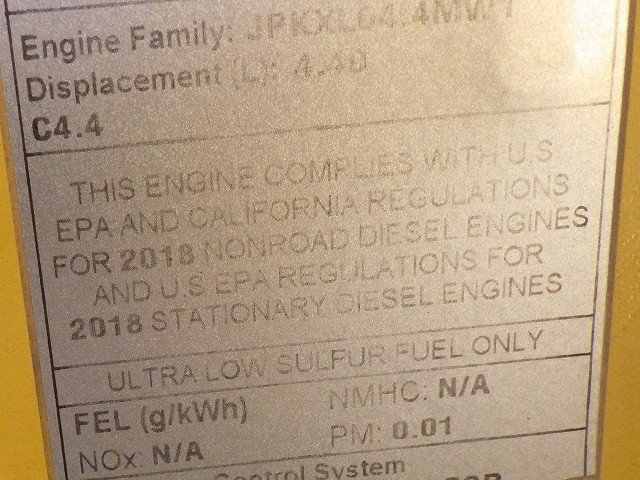 Engine Family: JPKXL04.4MW1
Displacement (L): 4.40
C4.4
THIS ENGINE COMPLIES WITH U.S
EPA AND CALIFORNIA REGULATIONS
FOR 2018 NONROAD DIESEL ENGINES
AND U.S EPA REGULATIONS FOR
2018 STATIONARY DIESEL ENGINES
ULTRA LOW SULFUR FUEL ONLY
FEL (g/kWh) NMHC: N/A
NOx: N/A PM: 0.01
Control System